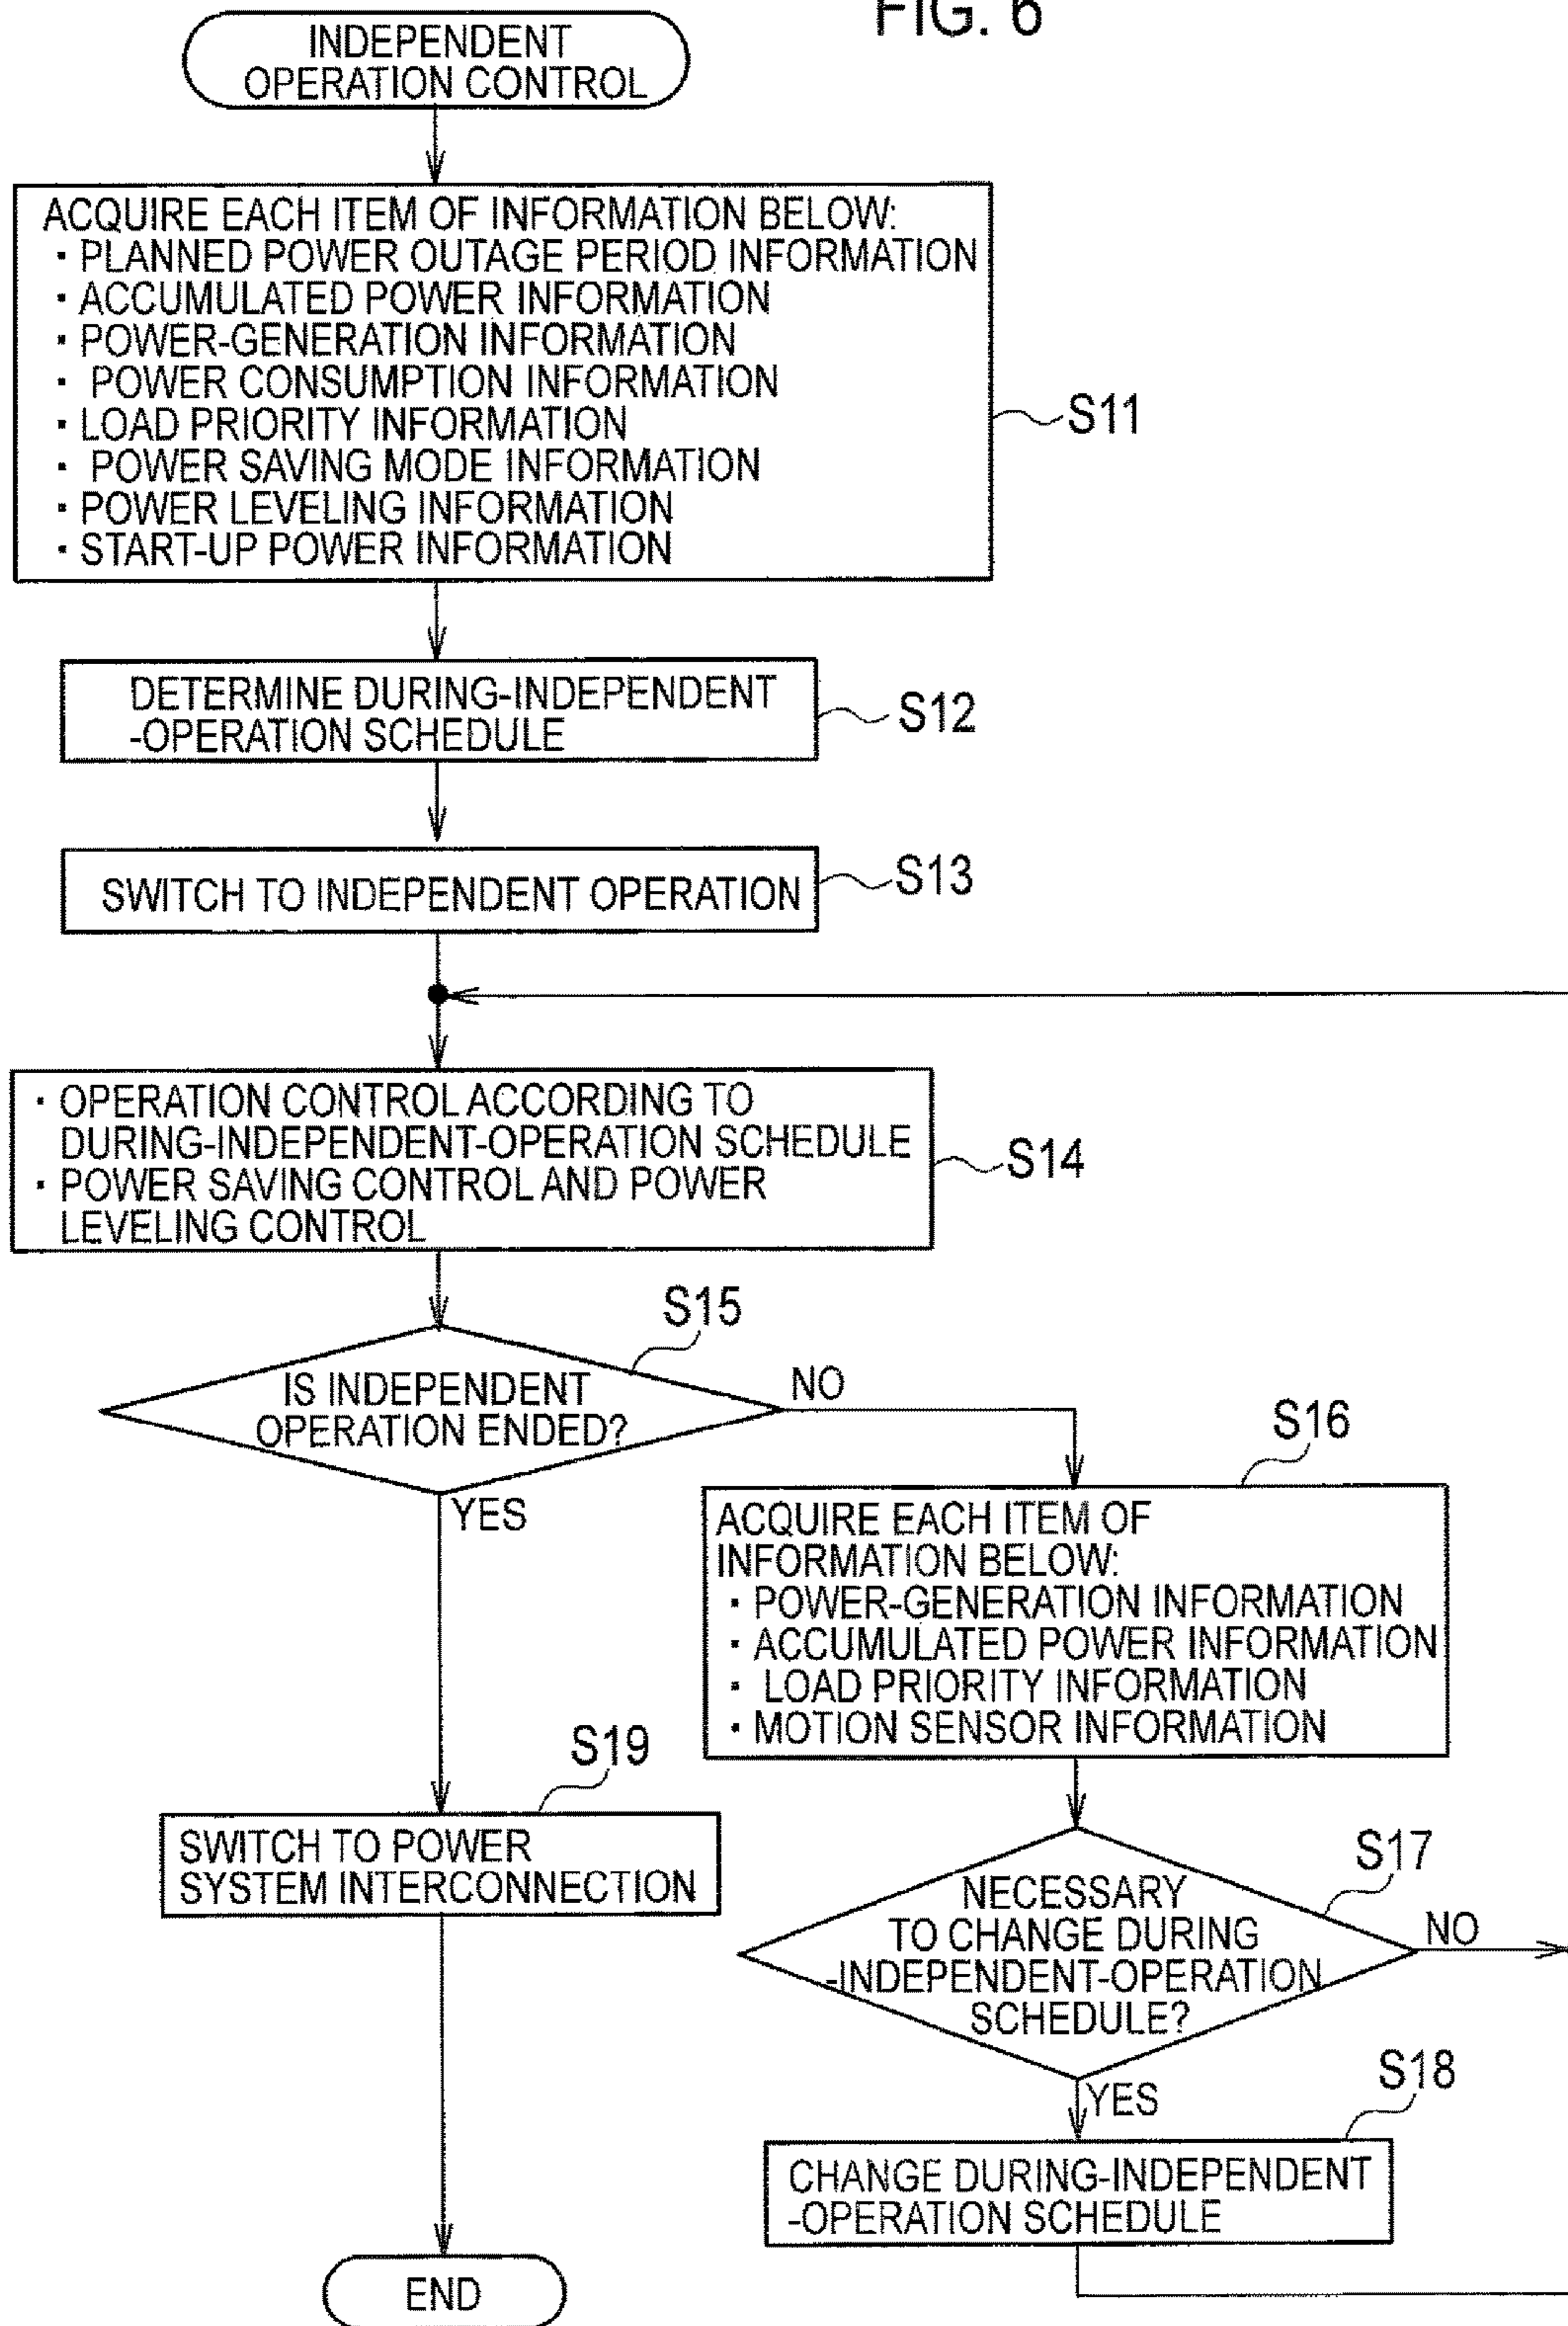 FIG. 6
INDEPENDENT
OPERATION CONTROL
ACQUIRE EACH ITEM OF INFORMATION BELOW:
· PLANNED POWER OUTAGE PERIOD INFORMATION
· ACCUMULATED POWER INFORMATION
· POWER-GENERATION INFORMATION
· POWER CONSUMPTION INFORMATION
· LOAD PRIORITY INFORMATION
· POWER SAVING MODE INFORMATION
· POWER LEVELING INFORMATION
· START-UP POWER INFORMATION
S11
DETERMINE DURING-INDEPENDENT
-OPERATION SCHEDULE
S12
SWITCH TO INDEPENDENT OPERATION
S13
· OPERATION CONTROL ACCORDING TO
DURING-INDEPENDENT-OPERATION SCHEDULE
· POWER SAVING CONTROL AND POWER
LEVELING CONTROL
S14
S15
IS INDEPENDENT
OPERATION ENDED?
NO
YES
S16
ACQUIRE EACH ITEM OF
INFORMATION BELOW:
· POWER-GENERATION INFORMATION
· ACCUMULATED POWER INFORMATION
· LOAD PRIORITY INFORMATION
· MOTION SENSOR INFORMATION
S19
SWITCH TO POWER
SYSTEM INTERCONNECTION
S17
NECESSARY
TO CHANGE DURING
-INDEPENDENT-OPERATION
SCHEDULE?
NO
YES
S18
CHANGE DURING-INDEPENDENT
-OPERATION SCHEDULE
END